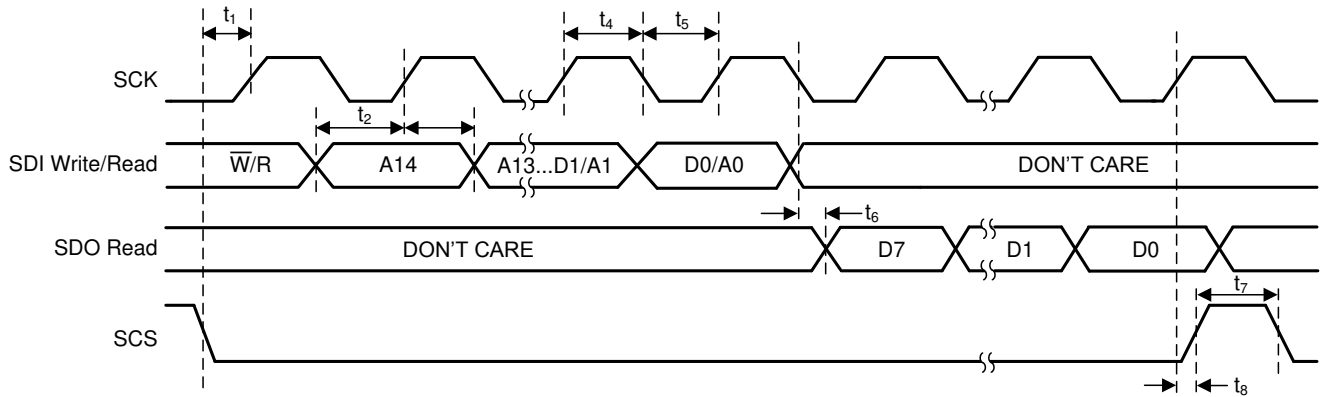 t1 t4 t5
SCK
t2
SDI Write/Read W̅/R A14 A13...D1/A1 D0/A0 DON'T CARE
t6
SDO Read DON'T CARE D7 D1 D0
t7
SCS
t8